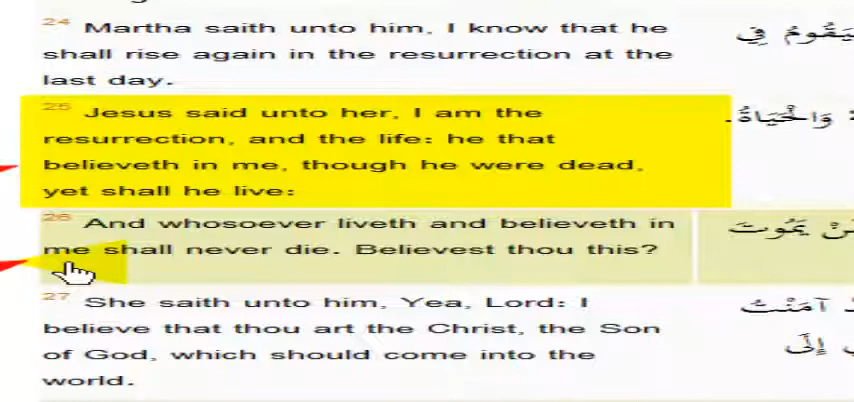 24 Martha saith unto him, I know that he
shall rise again in the resurrection at the
last day.
25 Jesus said unto her, I am the
resurrection, and the life: he that
believeth in me, though he were dead,
yet shall he live:
26 And whosoever liveth and believeth in
me shall never die. Believest thou this?
27 She saith unto him, Yea, Lord: I
believe that thou art the Christ, the Son
of God, which should come into the
world.
فِي
وَالْحَيَاةُ.
يَمُوتَ
آمَنْتُ
إِلَى